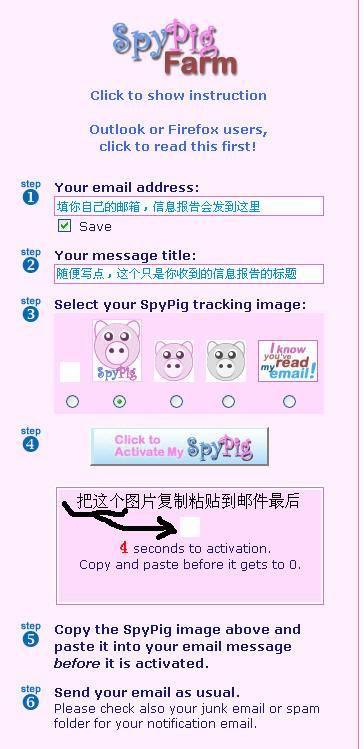 SpyPig
Farm
Click to show instruction
Outlook or Firefox users,
click to read this first!
step
1
Your email address:
填你自己的邮箱，信息报告会发到这里
Save
step
2
Your message title:
随便写点，这个只是你收到的信息报告的标题
step
3
Select your SpyPig tracking image:
SpyPig
I know
you've
read
my
email!
step
4
Click to
Activate My SpyPig
把这个图片复制粘贴到邮件最后
4 seconds to activation.
Copy and paste before it gets to 0.
step
5
Copy the SpyPig image above and
paste it into your email message
before it is activated.
step
6
Send your email as usual.
Please check also your junk email or spam
folder for your notification email.